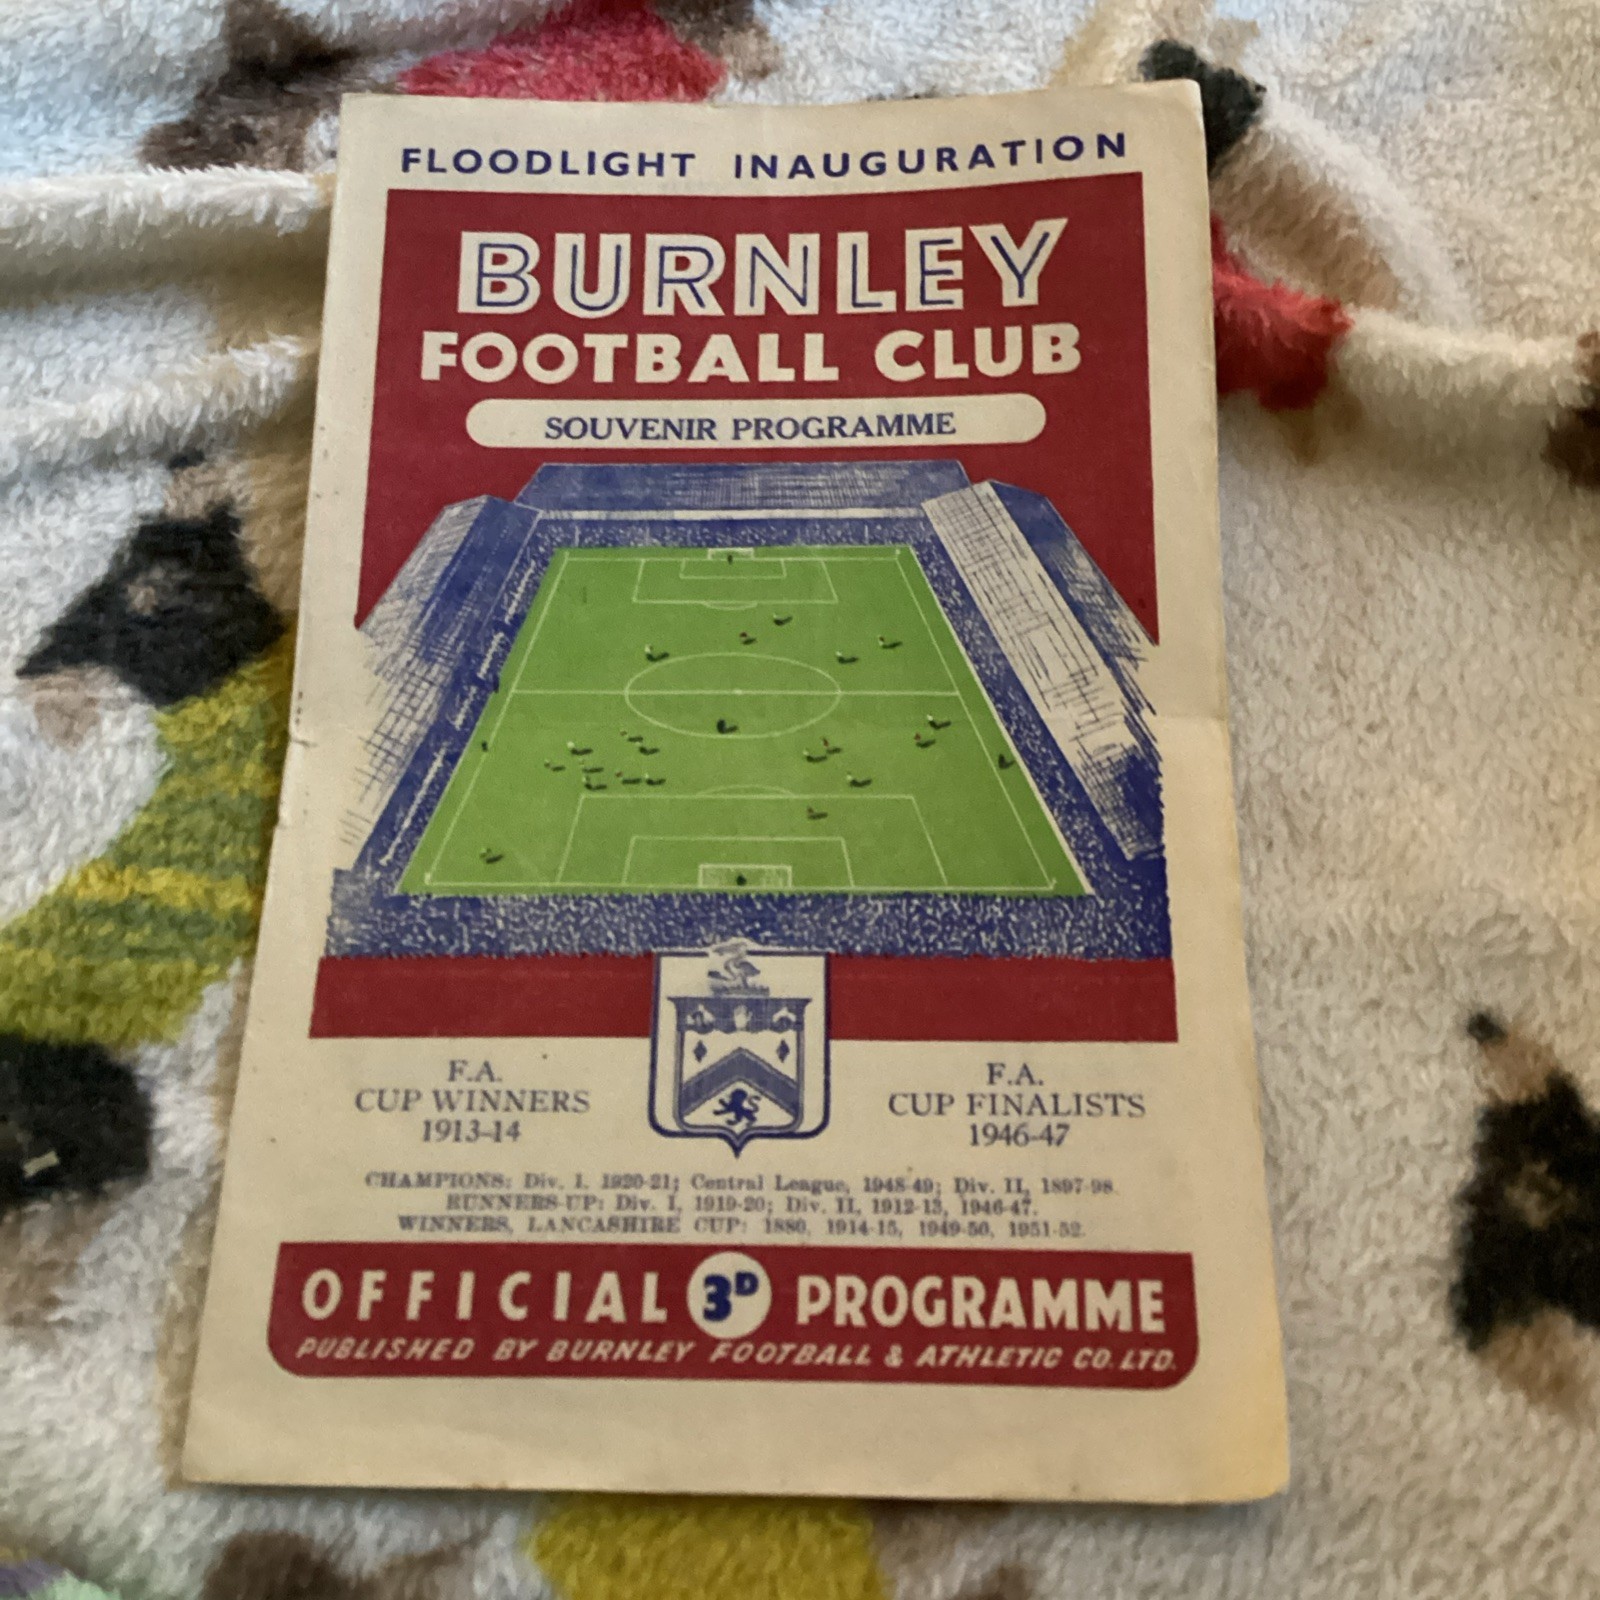 FLOODLIGHT INAUGURATION
BURNLEY
FOOTBALL CLUB
SOUVENIR PROGRAMME
F.A.
CUP WINNERS
1913-14
F.A.
CUP FINALISTS
1946-47
CHAMPIONS: Div. I. 1920-21; Central League, 1948-49; Div. II, 1897-98.
RUNNERS-UP: Div. I, 1919-20; Div. II, 1912-13, 1946-47.
WINNERS, LANCASHIRE CUP: 1880, 1914-15, 1949-50, 1951-52.
OFFICIAL 3D PROGRAMME
PUBLISHED BY BURNLEY FOOTBALL & ATHLETIC CO. LTD.